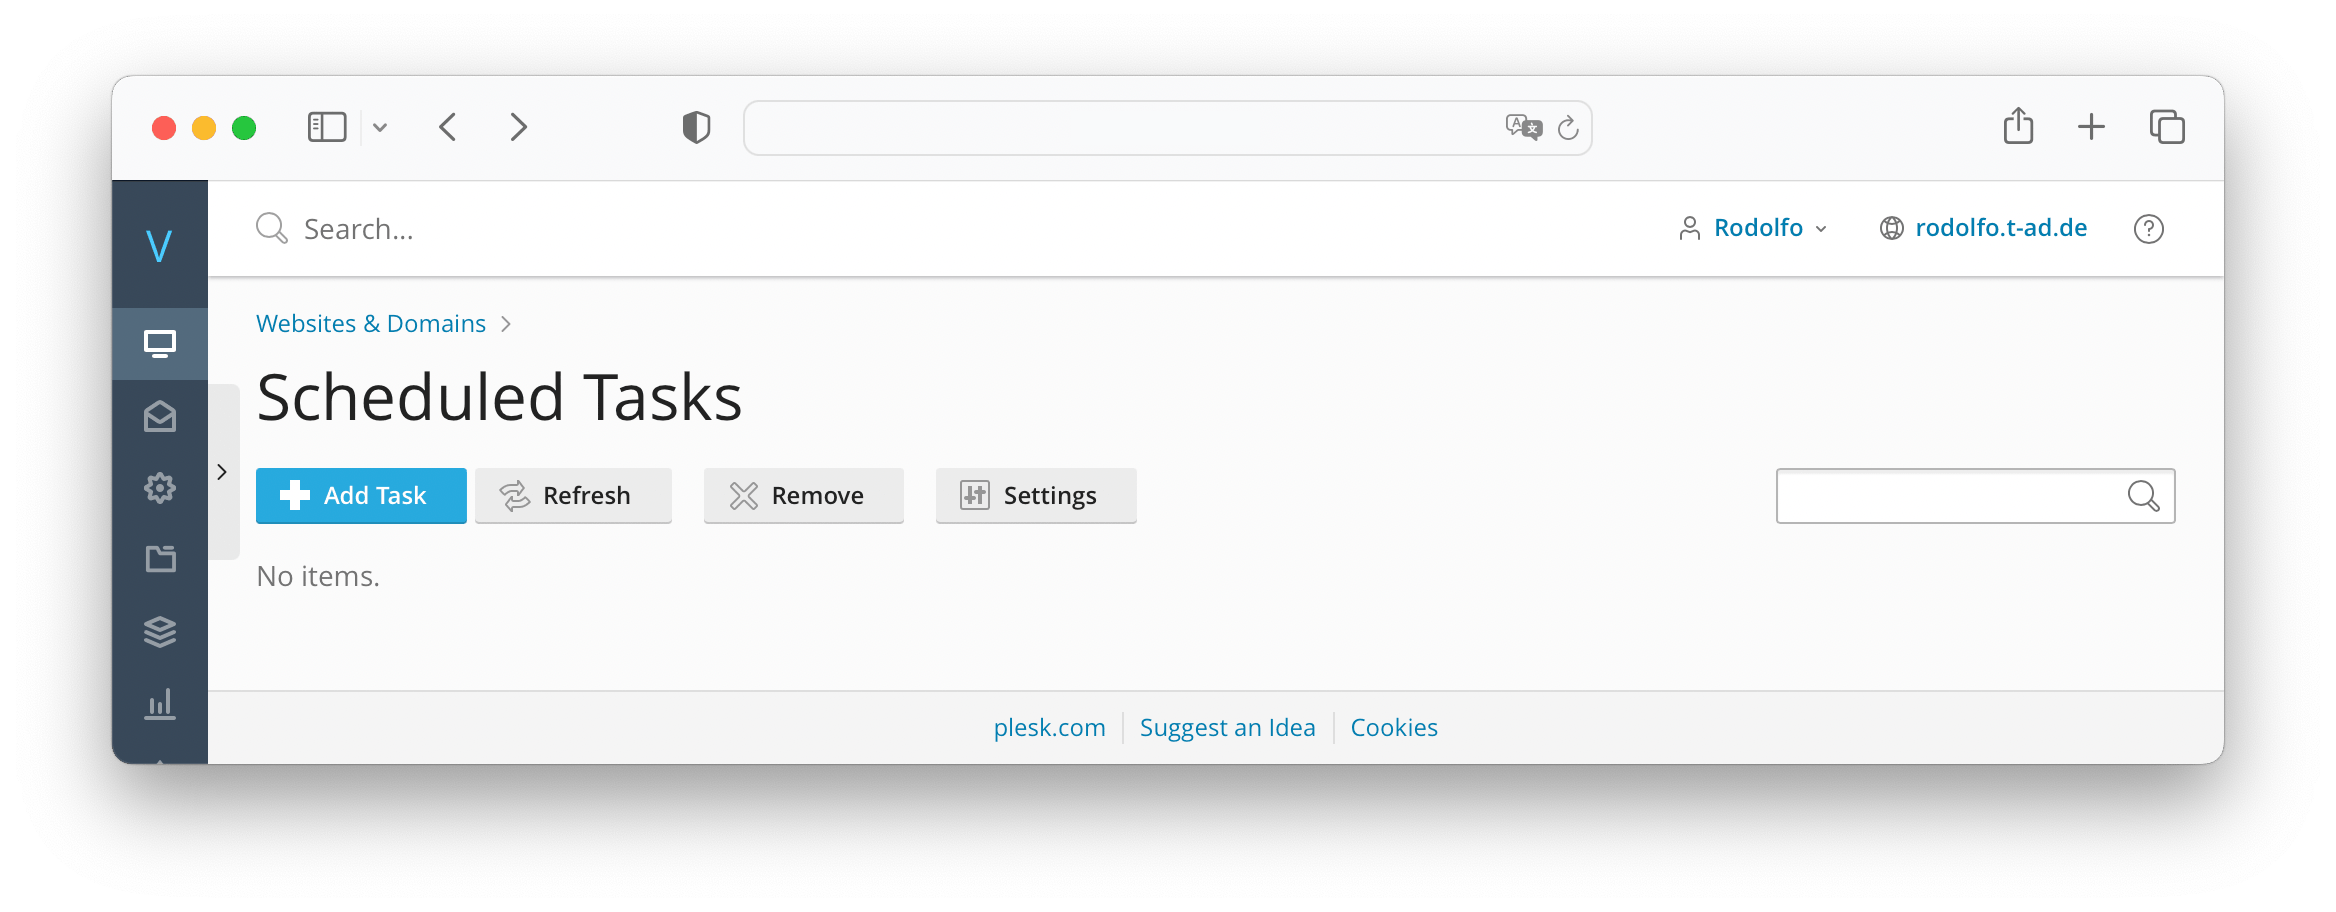 Search...
Rodolfo
rodolfo.t-ad.de
V
Websites & Domains
Scheduled Tasks
Add Task
Refresh
Remove
Settings
No items.
plesk.com
Suggest an Idea
Cookies